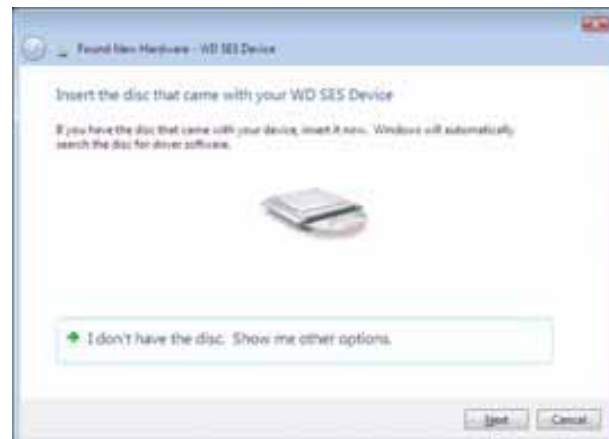 Found New Hardware - WD SES Device
Insert the disc that came with your WD SES Device
If you have the disc that came with your device, insert it now. Windows will automatically
search the disc for driver software.
I don't have the disc. Show me other options.
Next
Cancel